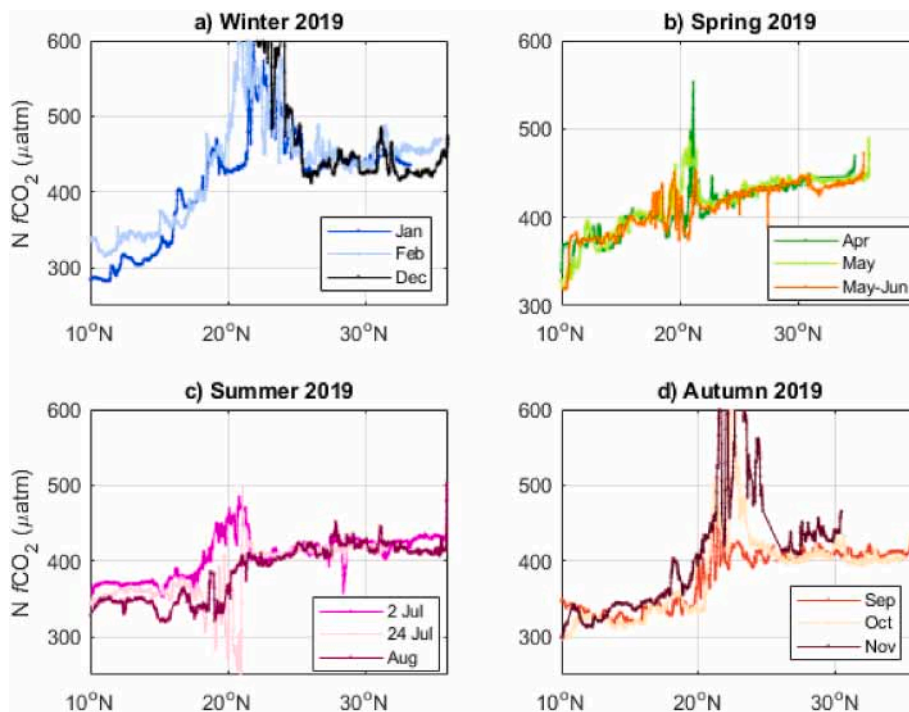 a) Winter 2019
N fCO₂ (μatm)
600
500
400
300
10°N
20°N
30°N
Jan
Feb
Dec
b) Spring 2019
600
500
400
300
10°N
20°N
30°N
Apr
May
May-Jun
c) Summer 2019
N fCO₂ (μatm)
600
500
400
300
10°N
20°N
30°N
2 Jul
24 Jul
Aug
d) Autumn 2019
600
500
400
300
10°N
20°N
30°N
Sep
Oct
Nov